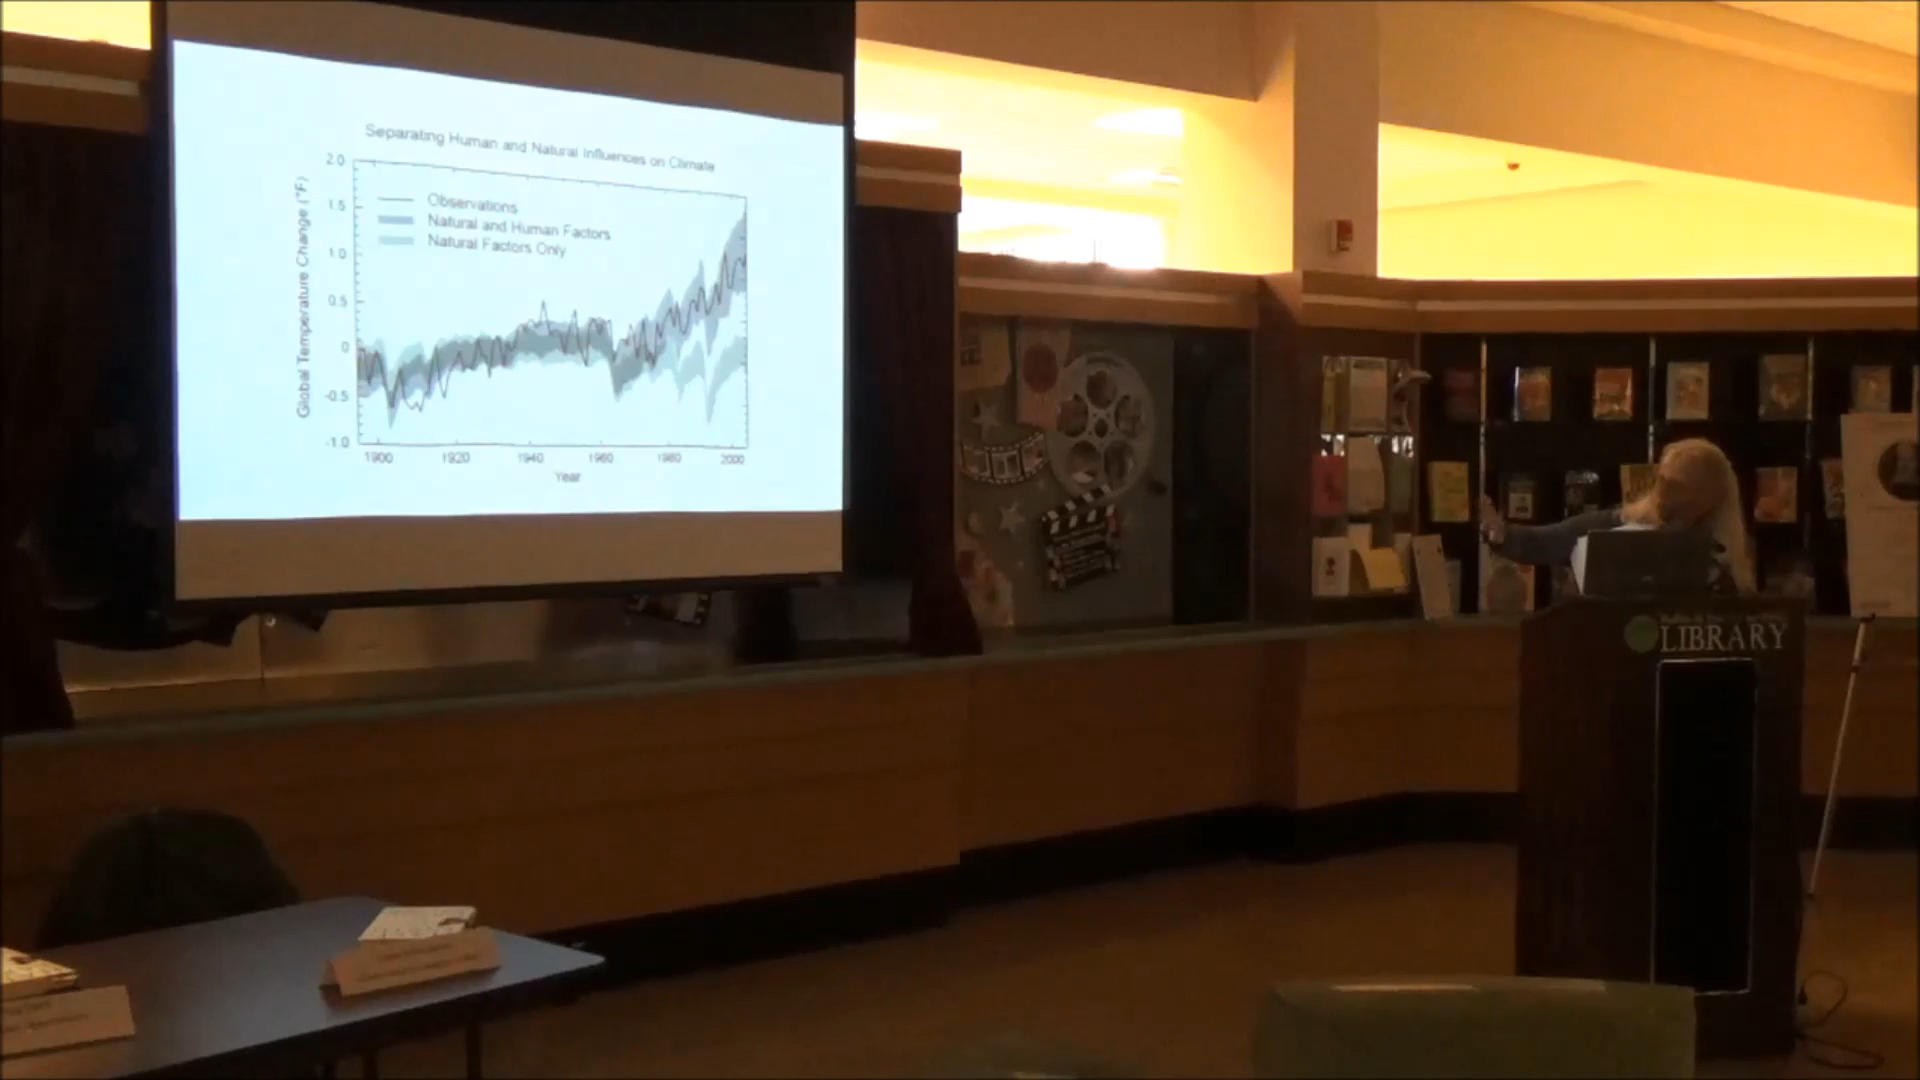 Separating Human and Natural Influences on Climate
2.0
1.5
1.0
0.5
0
-0.5
-1.0
Global Temperature Change (°F)
Observations
Natural and Human Factors
Natural Factors Only
1900 1920 1940 1960 1980 2000
Year
LIBRARY